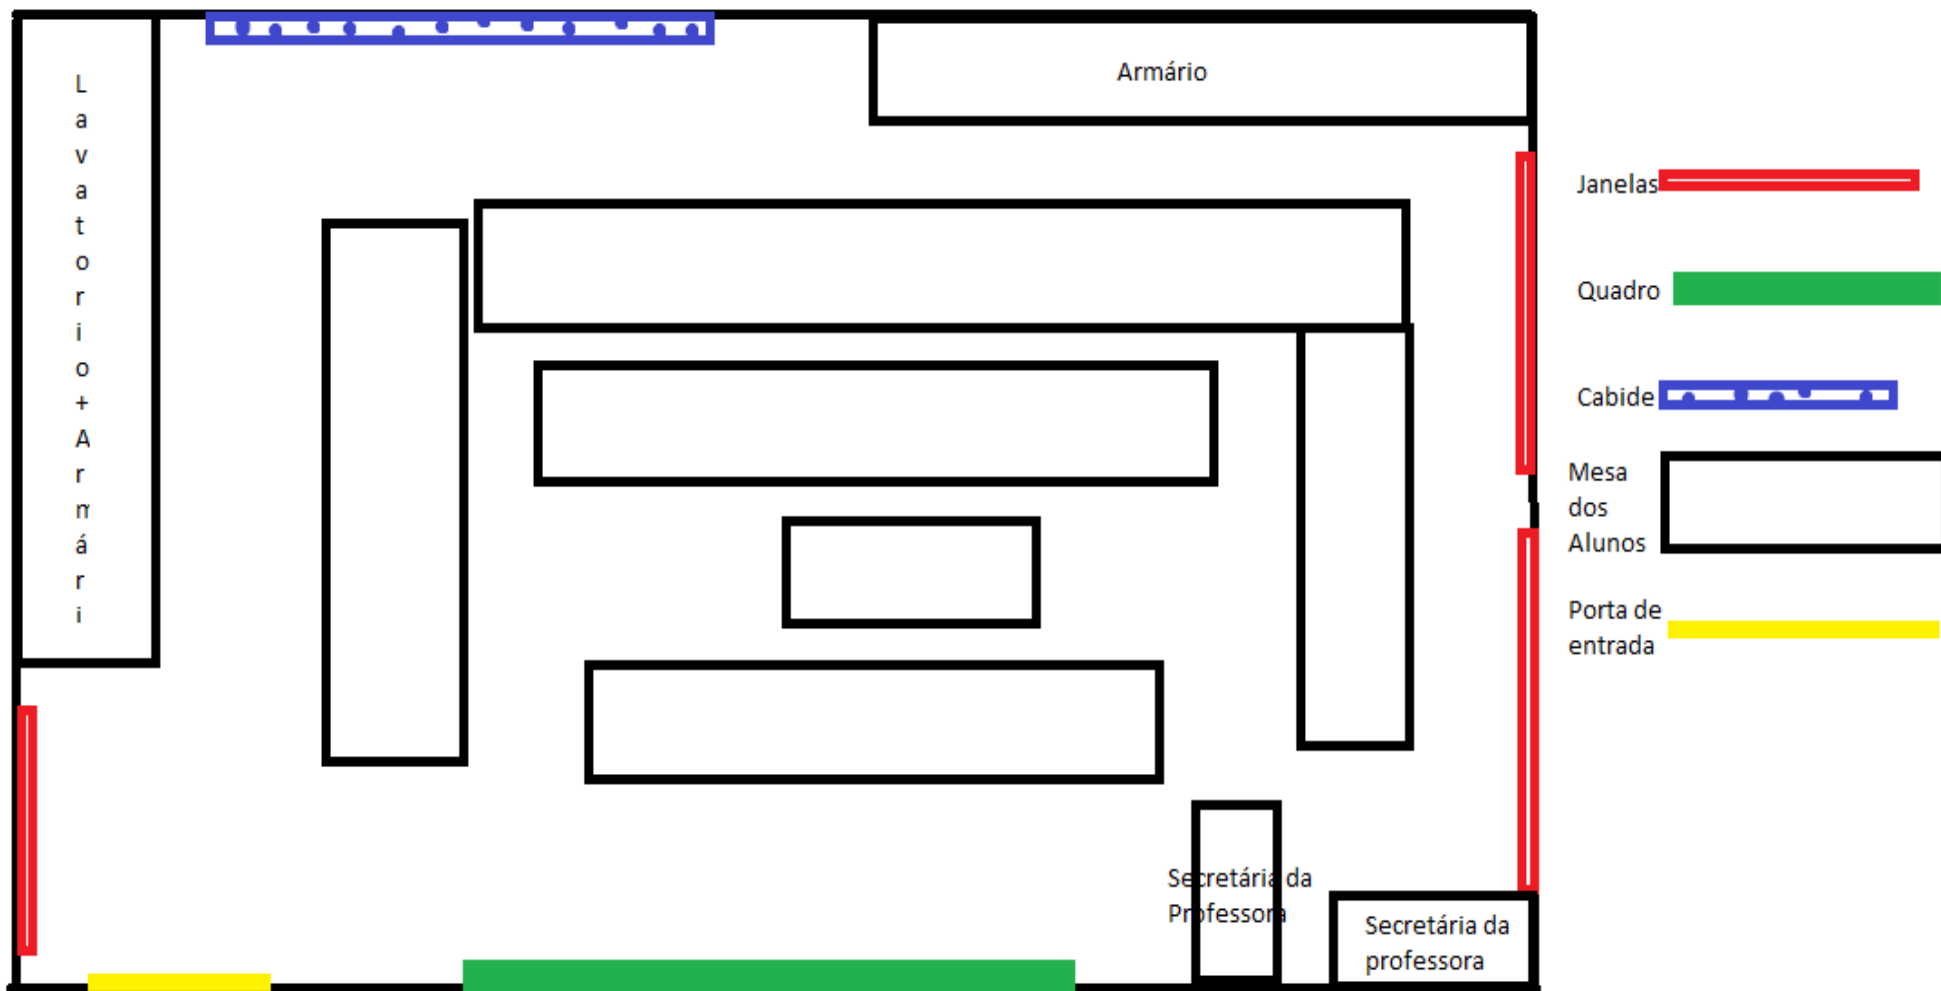 L
a
v
a
t
o
r
i
o
+
A
r
m
á
r
i
Armário
Secretária da
Professora
Secretária da
professora
Janelas
Quadro
Cabide
Mesa
dos
Alunos
Porta de
entrada